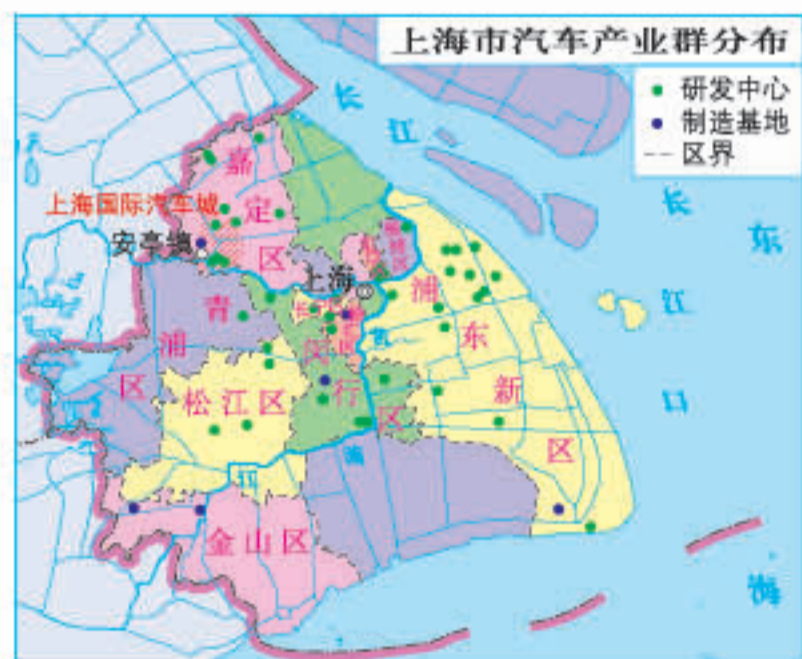 上海市汽车产业群分布
研发中心
制造基地
区界
长江
长江口
东海
嘉定区
上海国际汽车城
安亭镇
上海
青浦区
浦东新区
松江区
闵行区
金山区
江
浦
长